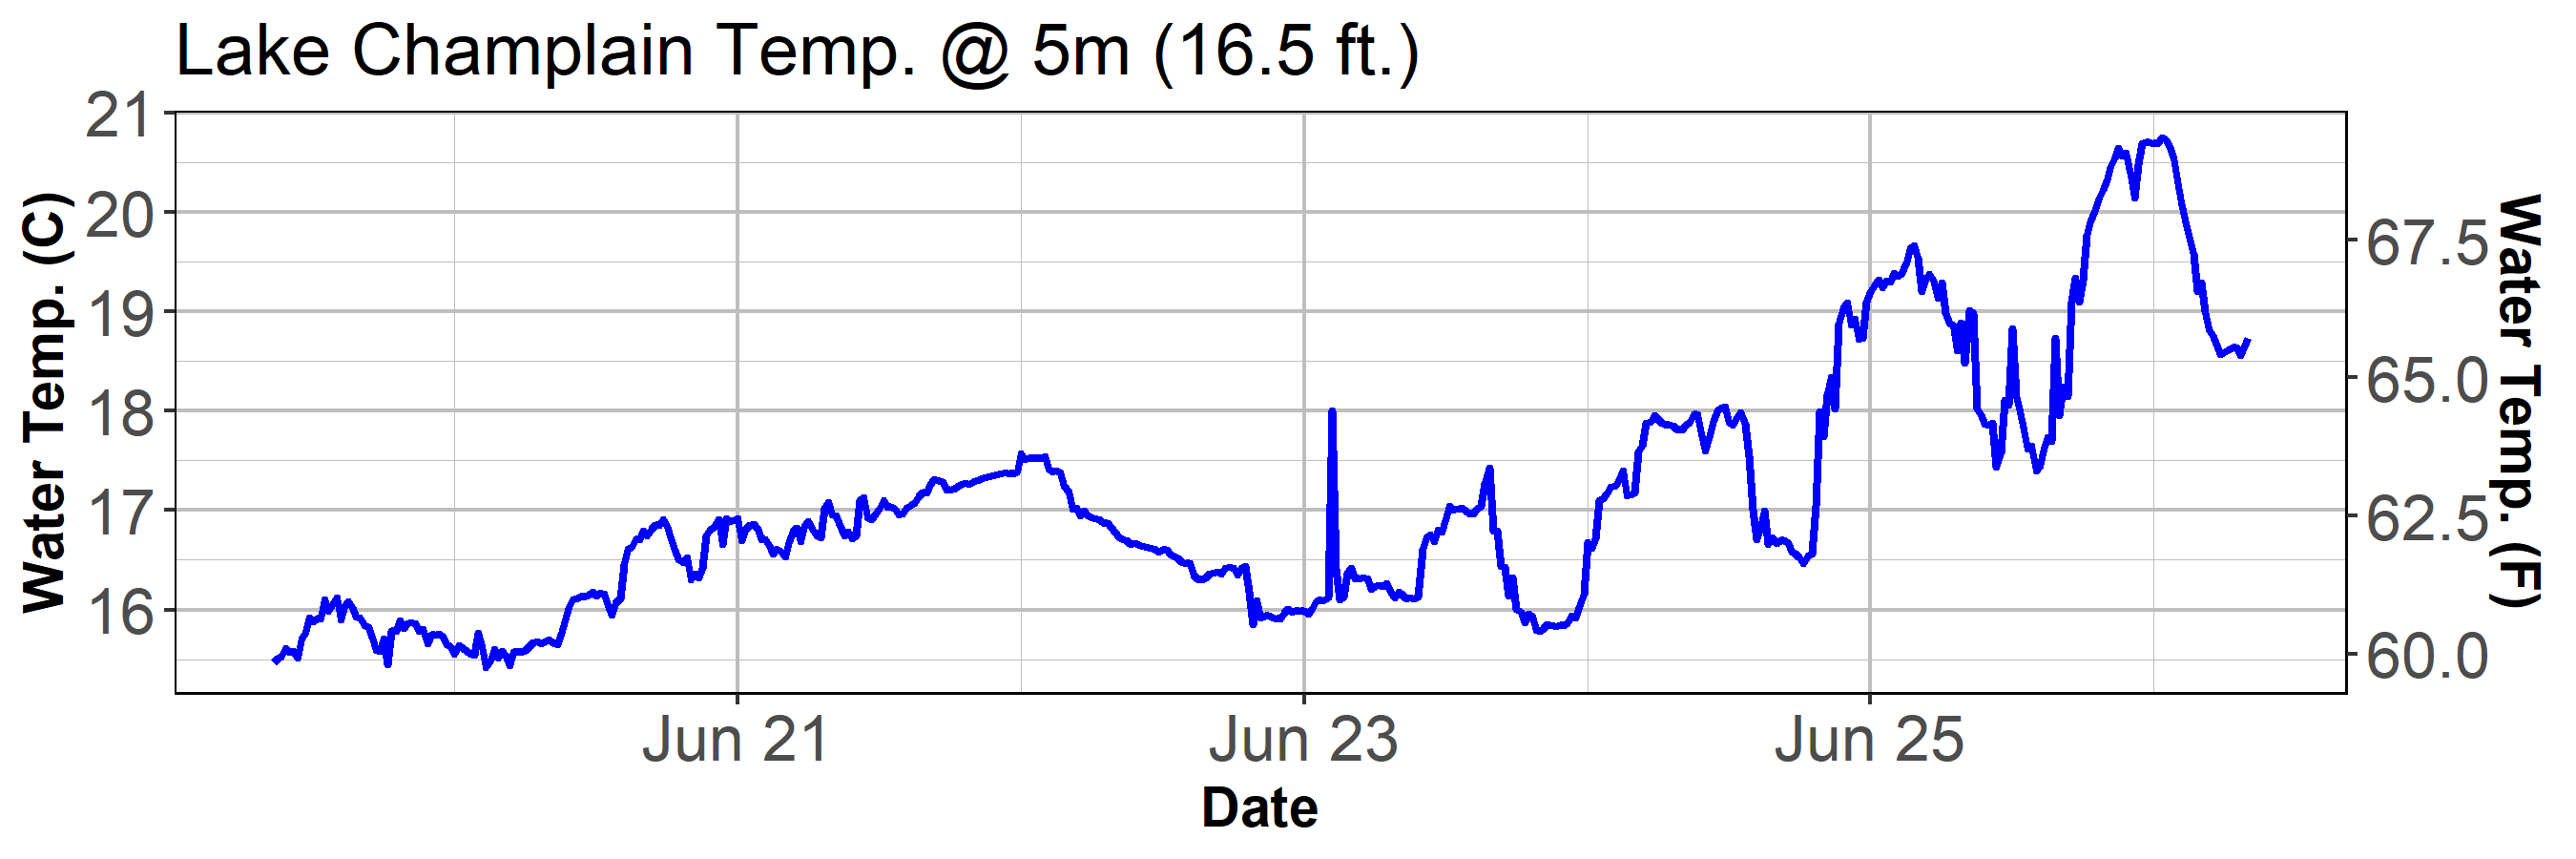 Lake Champlain Temp. @ 5m (16.5 ft.)
Water Temp. (C)
21
20
19
18
17
16
67.5
65.0
62.5
60.0
Water Temp. (F)
Jun 21
Jun 23
Jun 25
Date